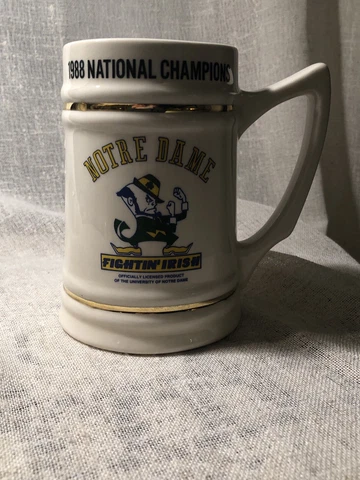 1988 NATIONAL CHAMPIONS
NOTRE DAME
FIGHTIN' IRISH
OFFICIALLY LICENSED PRODUCT
OF THE UNIVERSITY OF NOTRE DAME